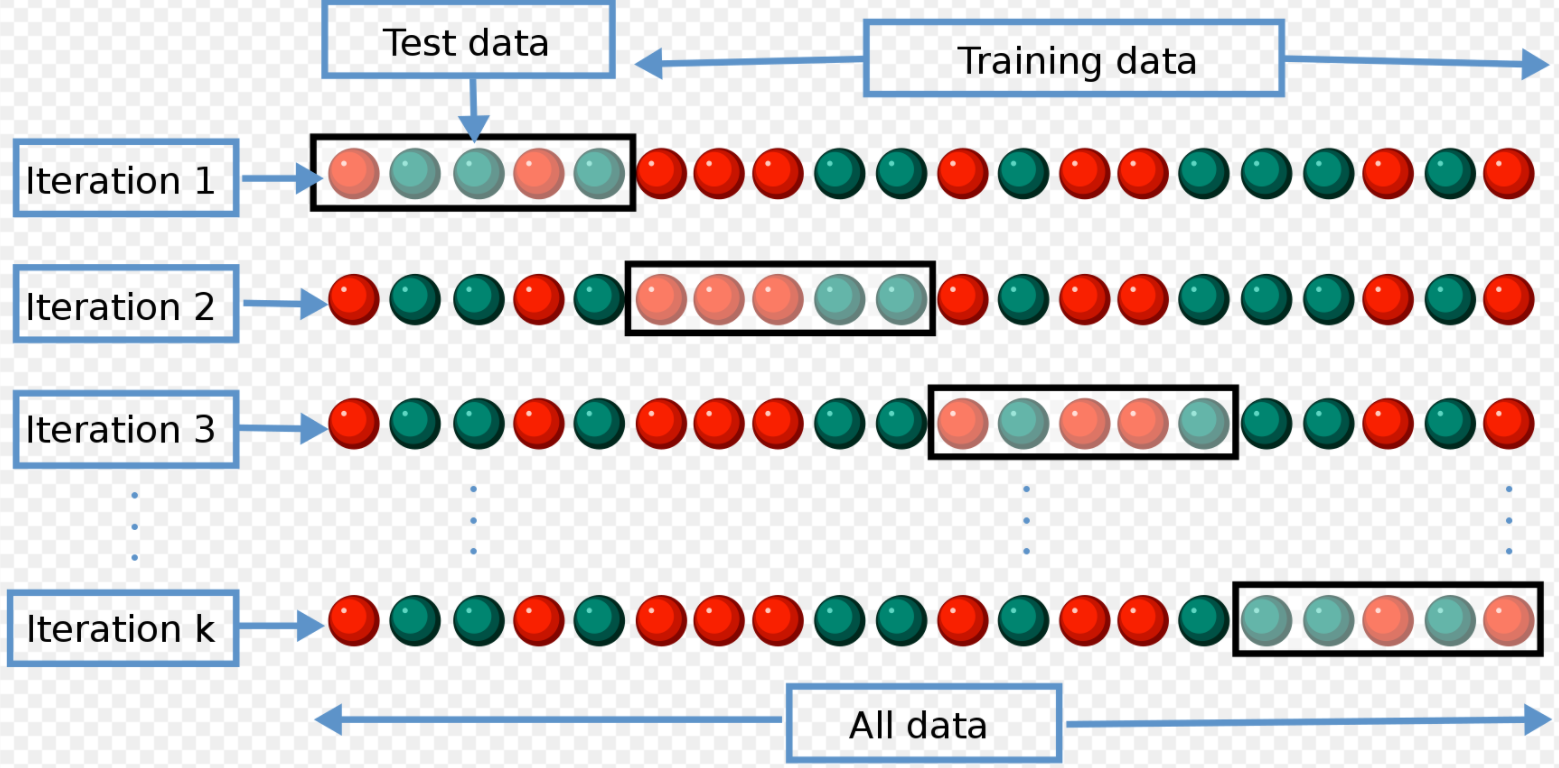 Test data
Training data
Iteration 1
Iteration 2
Iteration 3
Iteration k
All data